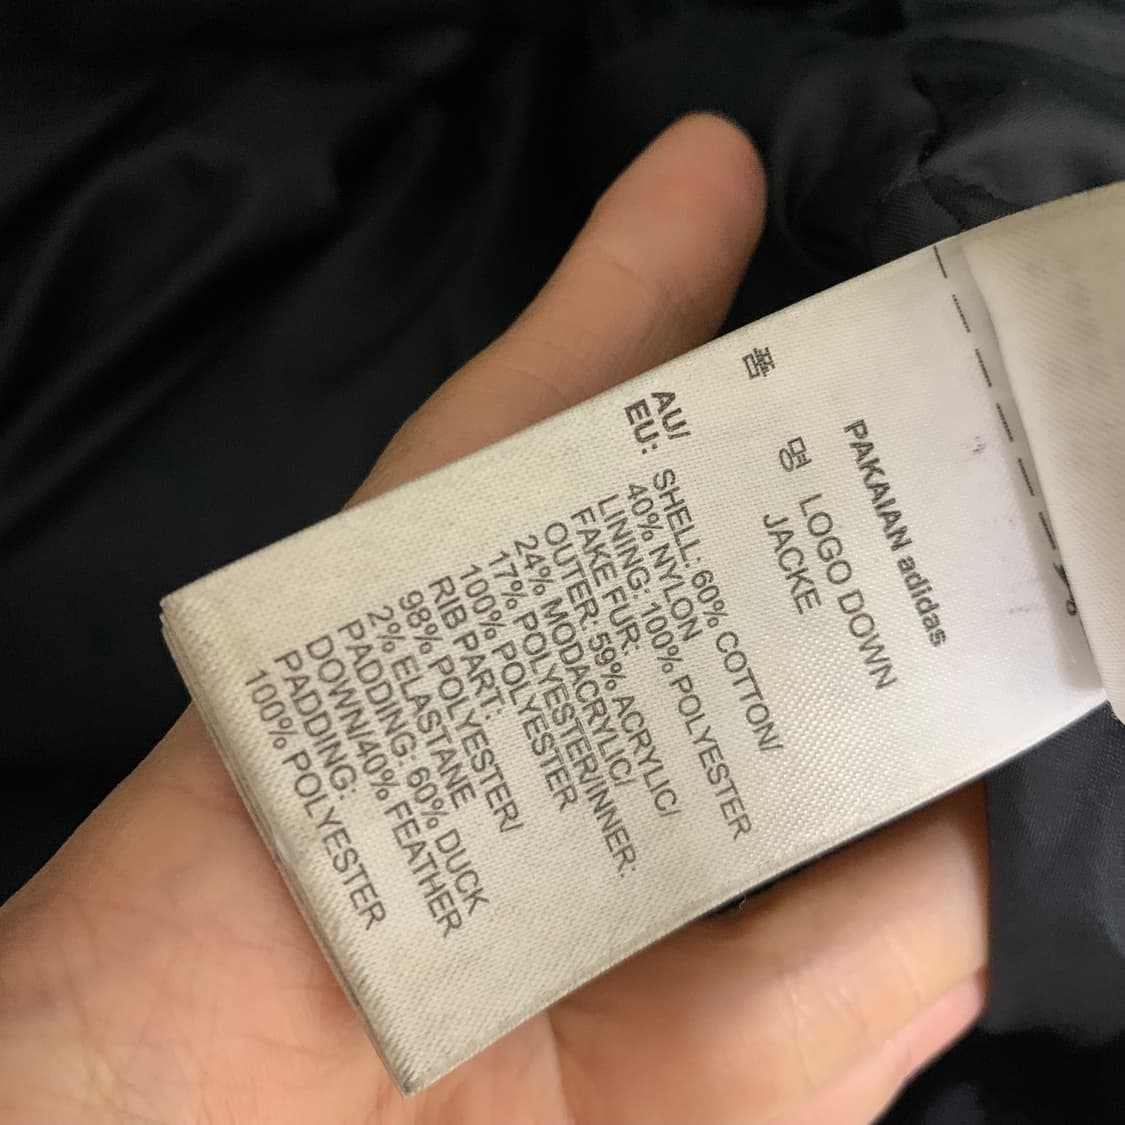 PAKAIAN adidas
품 명 LOGO DOWN
JACKE
AU/
EU: SHELL: 60% COTTON/
40% NYLON
LINING: 100% POLYESTER
FAKE FUR:
OUTER: 59% ACRYLIC/
24% MODACRYLIC/
17% POLYESTER/INNER:
100% POLYESTER
RIB PART:
98% POLYESTER/
2% ELASTANE
PADDING: 60% DUCK
DOWN/40% FEATHER
PADDING:
100% POLYESTER